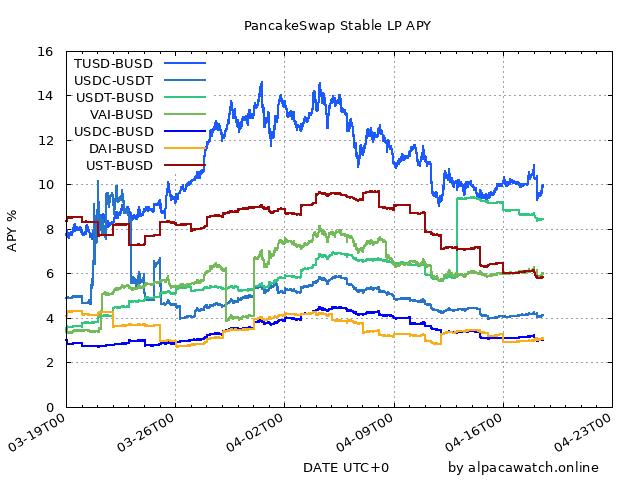 PancakeSwap Stable LP APY
16
14
12
10
8
6
4
2
0
APY %
TUSD-BUSD
USDC-USDT
USDT-BUSD
VAI-BUSD
USDC-BUSD
DAI-BUSD
UST-BUSD
03-19T00
03-26T00
04-02T00
04-09T00
04-16T00
04-23T00
DATE UTC+0
by alpacawatch.online